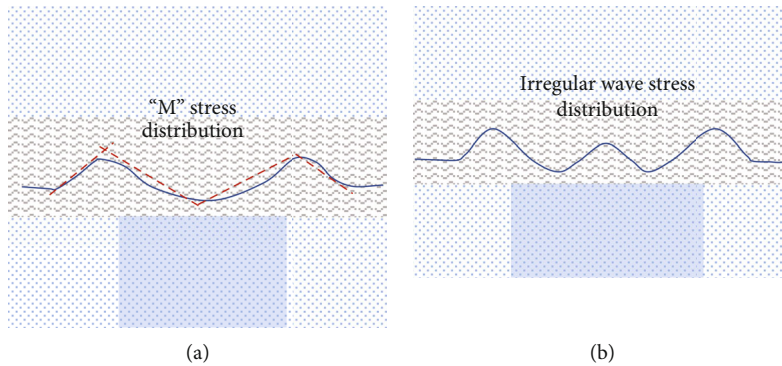 “M” stress
distribution
Irregular wave stress
distribution
(a)
(b)